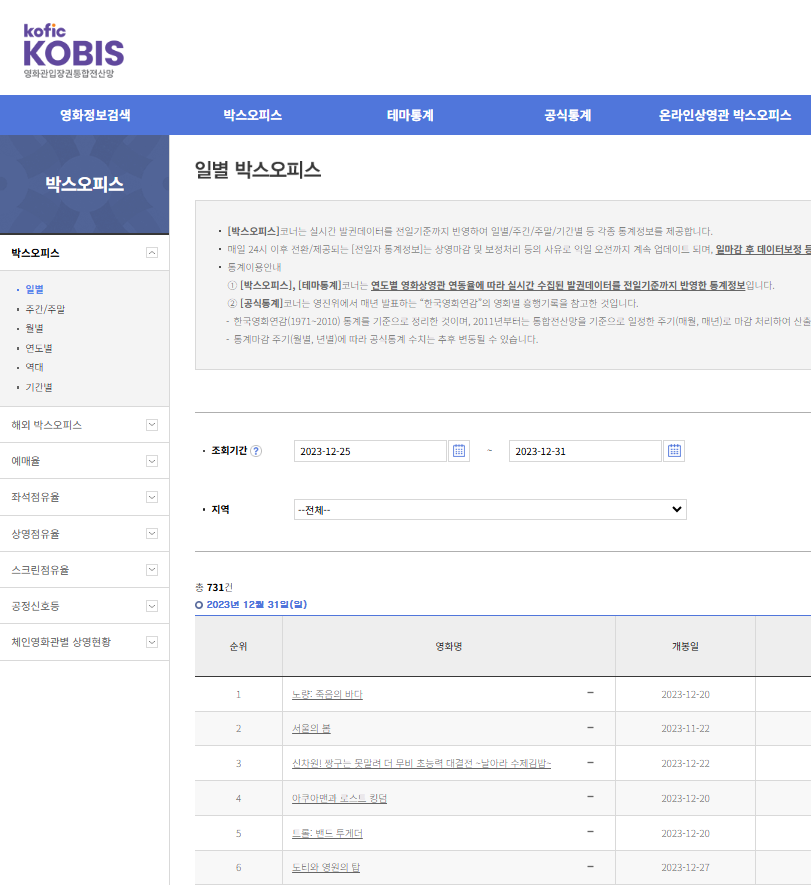 kofic
KOBIS
영화관입장권통합전산망
영화정보검색 박스오피스 테마통계 공식통계 온라인상영관 박스오피스
박스오피스
박스오피스
일별
주간/주말
월별
연도별
역대
기간별
해외 박스오피스
예매율
좌석점유율
상영점유율
스크린점유율
공정신호등
체인영화관별 상영현황
일별 박스오피스
[박스오피스]코너는 실시간 발권데이터를 전일기준까지 반영하여 일별/주간/주말/기간별 등 각종 통계정보를 제공합니다.
매일 24시 이후 전환/제공되는 [전일자 통계정보]는 상영마감 및 보정처리 등의 사유로 익일 오전까지 계속 업데이트 되며, 일마감 후 데이터보정 등
통계이용안내
① [박스오피스], [테마통계]코너는 연도별 영화상영관 연동율에 따라 실시간 수집된 발권데이터를 전일기준까지 반영한 통계정보입니다.
② [공식통계]코너는 영진위에서 매년 발표하는 "한국영화연감"의 영화별 흥행기록을 참고한 것입니다.
- 한국영화연감(1971~2010) 통계를 기준으로 정리한 것이며, 2011년부터는 통합전산망을 기준으로 일정한 주기(매월, 매년)로 마감 처리하여 산출
- 통계마감 주기(월별, 년별)에 따라 공식통계 수치는 추후 변동될 수 있습니다.
조회기간 ? 2023-12-25 ~ 2023-12-31
지역 --전체--
총 731건
2023년 12월 31일(일)
순위 영화명 개봉일
1 노량: 죽음의 바다 – 2023-12-20
2 서울의 봄 – 2023-11-22
3 신차원! 짱구는 못말려 더 무비 초능력 대결전 ~날아라 수제김밥~ – 2023-12-22
4 아쿠아맨과 로스트 킹덤 – 2023-12-20
5 트롤: 밴드 투게더 – 2023-12-20
6 도티와 영원의 탑 – 2023-12-27